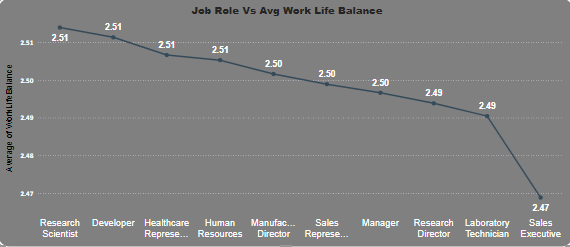 Job Role Vs Avg Work Life Balance
Average of WorkLifeBalance
2.51
2.50
2.49
2.48
2.47
2.51
2.51
2.51
2.51
2.50
2.50
2.50
2.49
2.49
2.47
Research
Scientist
Developer
Healthcare
Represe...
Human
Resources
Manufac...
Director
Sales
Represe...
Manager
Research
Director
Laboratory
Technician
Sales
Executive